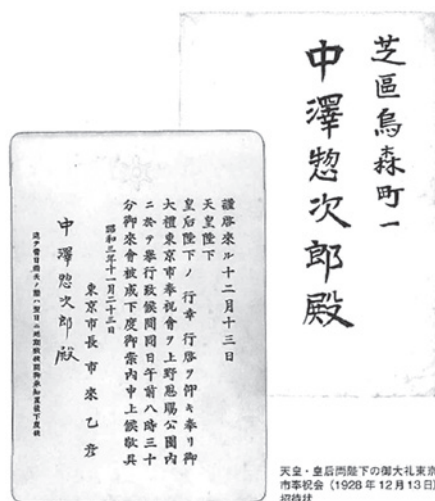 芝區烏森町一
中澤惣次郎殿
謹啓來ル十二月十三日
天皇陛下
皇后陛下ノ行幸行啓ヲ仰キ奉リ御
大禮東京市奉祝會ヲ上野恩賜公園內
ニ於テ擧行致候間同日午前八時三十
分御來會被成下度御案內申上候敬具
昭和三年十一月二十三日
東京市長市來乙彦
中澤惣次郎殿
天皇・皇后両陛下の御大礼東京
市奉祝会(1928年12月13日)
招待状